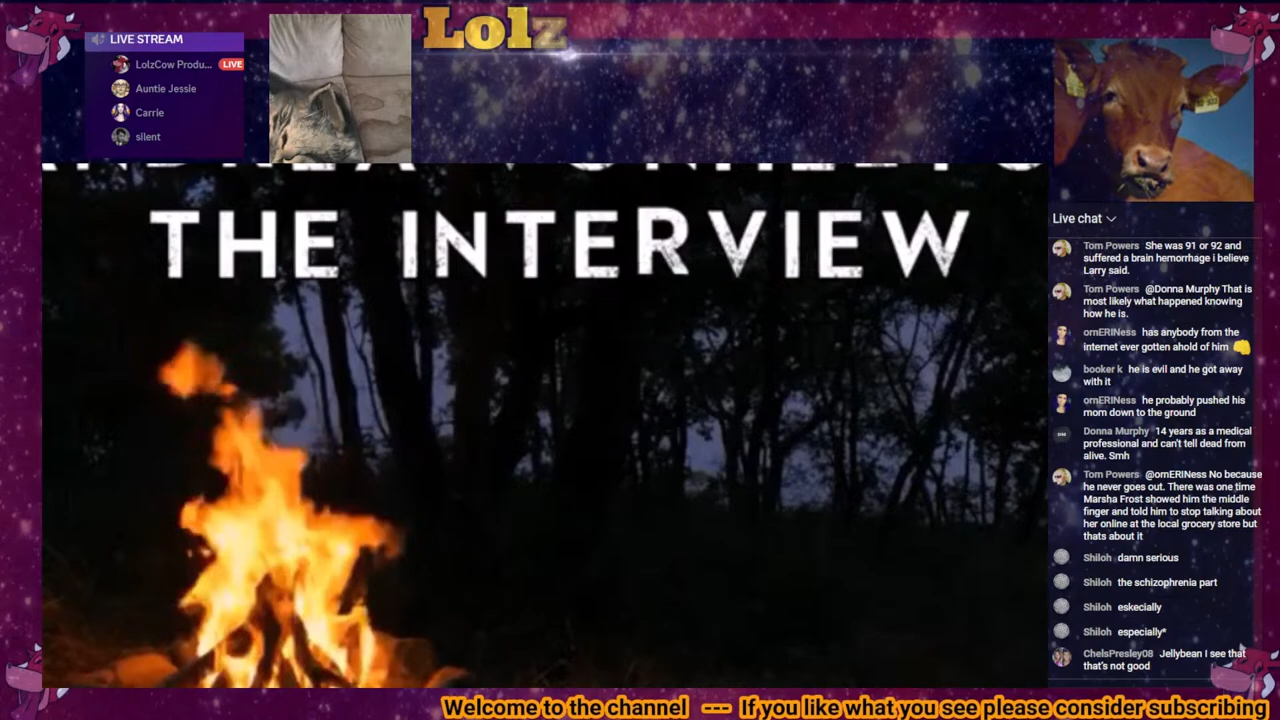 Lolz
LIVE STREAM
LolzCow Produ... LIVE
Auntie Jessie
Carrie
silent
THE INTERVIEW
Live chat
Tom Powers She was 91 or 92 and
suffered a brain hemorrhage i believe
Larry said.
Tom Powers @Donna Murphy That is
most likely what happened knowing
how he is.
ornERINess has anybody from the
internet ever gotten ahold of him
booker k he is evil and he got away
with it
ornERINess he probably pushed his
mom down to the ground
Donna Murphy 14 years as a medical
professional and can't tell dead from
alive. Smh
Tom Powers @ornERINess No because
he never goes out. There was one time
Marsha Frost showed him the middle
finger and told him to stop talking about
her online at the local grocery store but
thats about it
Shiloh damn serious
Shiloh the schizophrenia part
Shiloh eskecially
Shiloh especially*
ChelsPresley08 Jellybean I see that
that's not good
Welcome to the channel --- If you like what you see please consider subscribing